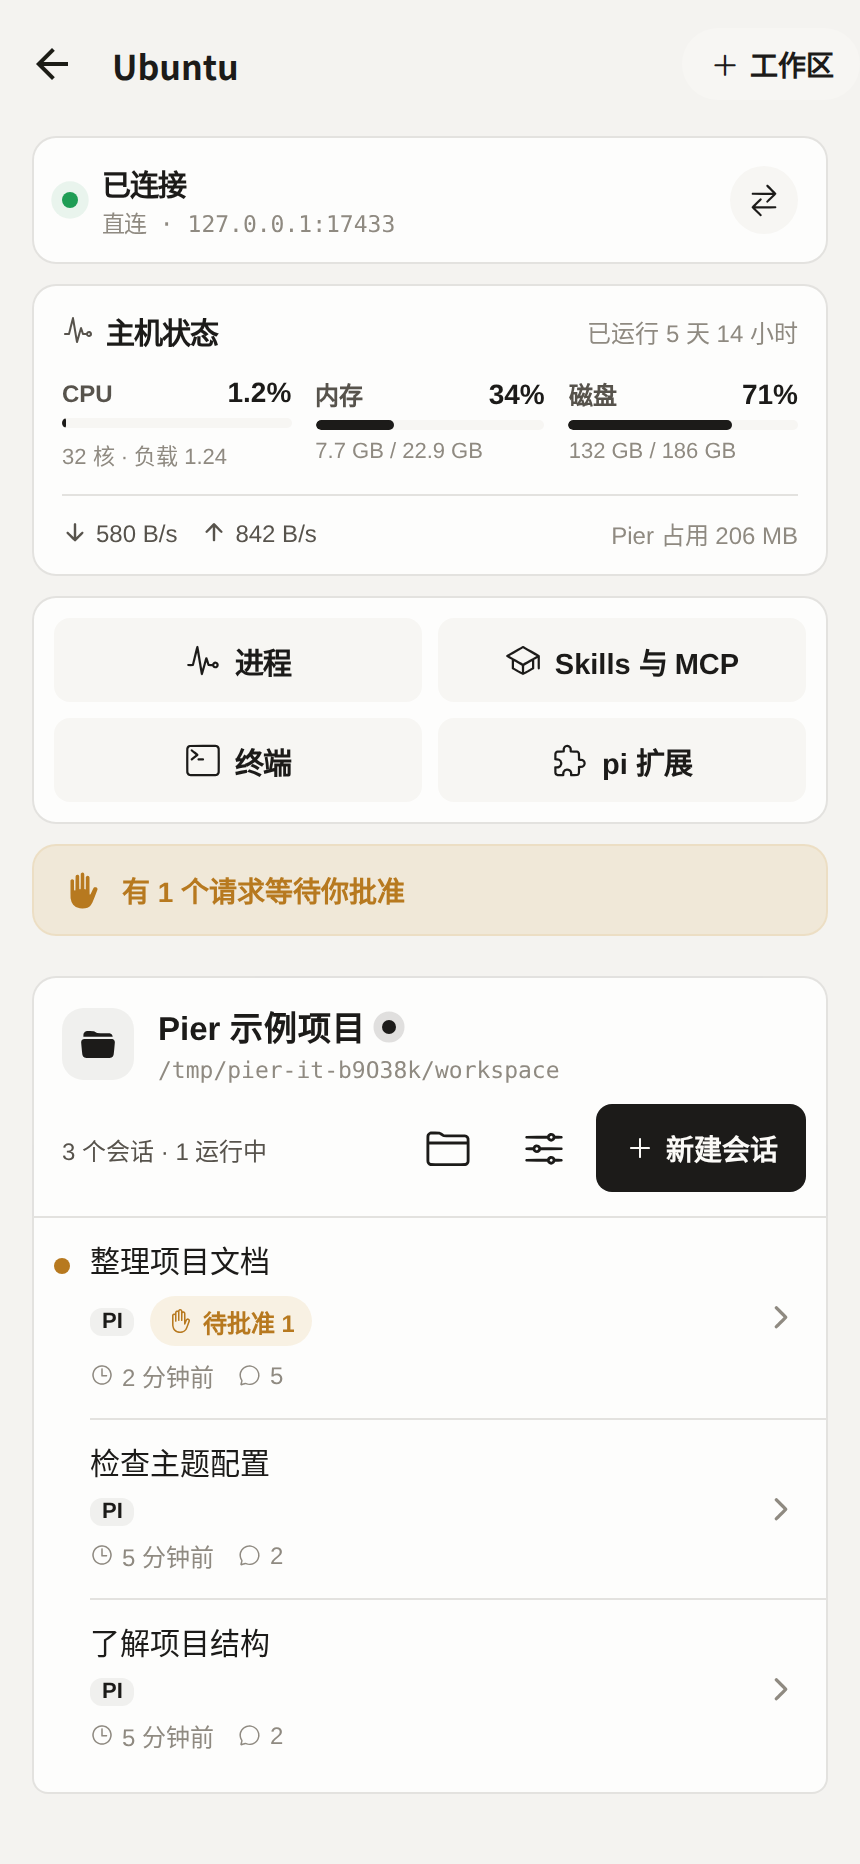 Ubuntu
工作区
已连接
直连 · 127.0.0.1:17433
主机状态
已运行 5 天 14 小时
CPU 1.2%
32 核 · 负载 1.24
内存 34%
7.7 GB / 22.9 GB
磁盘 71%
132 GB / 186 GB
580 B/s 842 B/s
Pier 占用 206 MB
进程
Skills 与 MCP
终端
pi 扩展
有 1 个请求等待你批准
Pier 示例项目
/tmp/pier-it-b9O38k/workspace
3 个会话 · 1 运行中
新建会话
整理项目文档
PI 待批准 1
2 分钟前 5
检查主题配置
PI
5 分钟前 2
了解项目结构
PI
5 分钟前 2